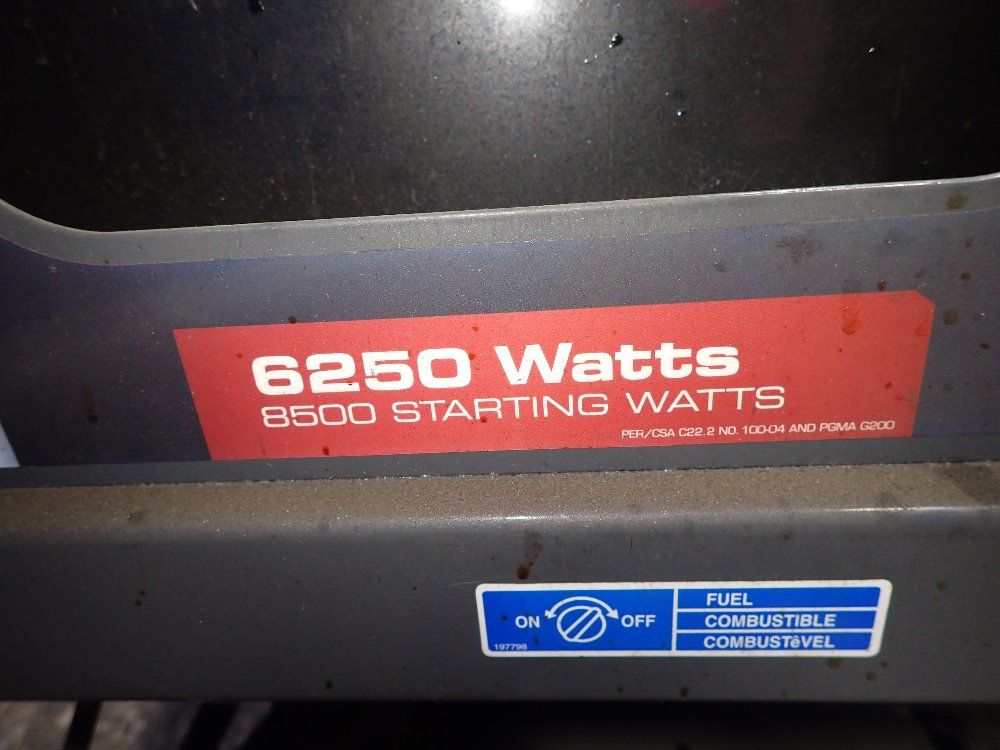 6250 Watts
8500 STARTING WATTS
PER/CSA C22.2 NO. 100-04 AND PGMA G200
ON OFF
197798
FUEL
COMBUSTIBLE
COMBUSTêVEL